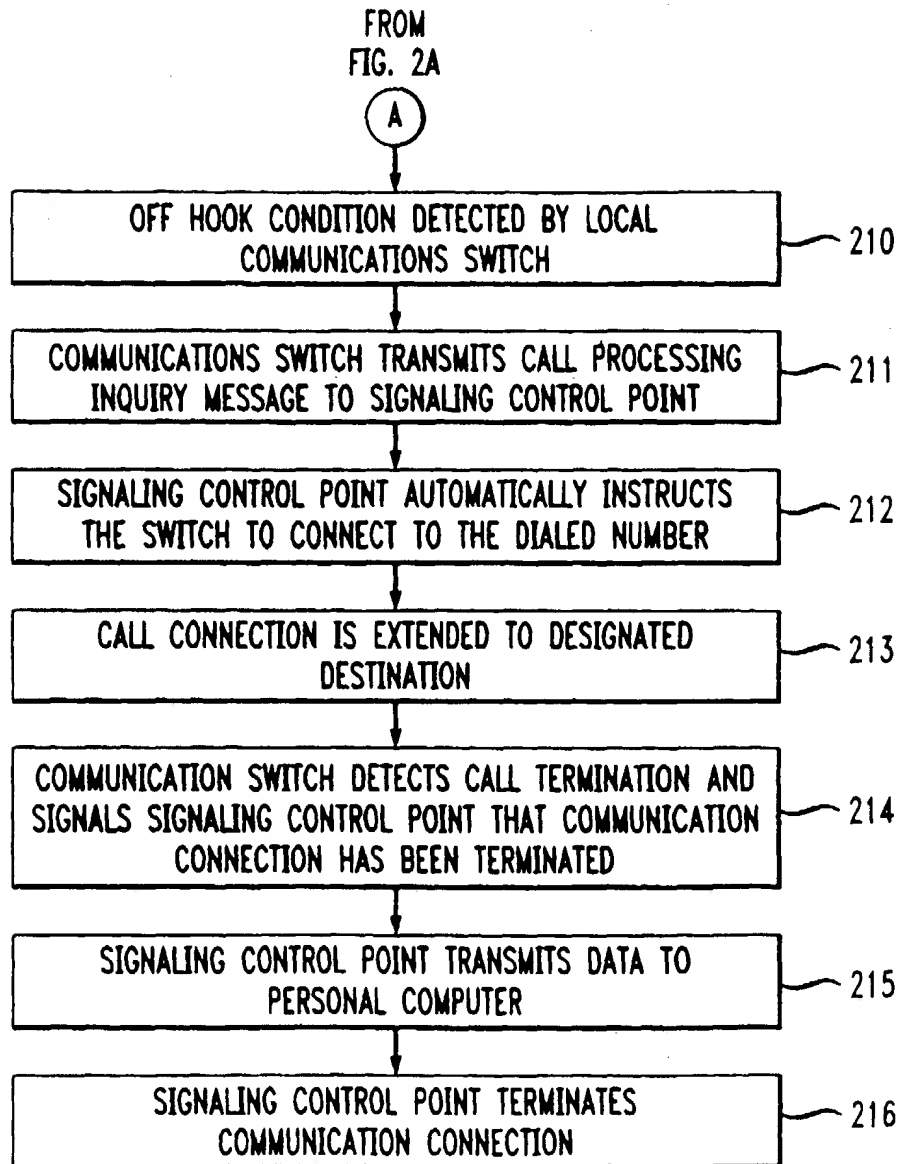 FROM
FIG. 2A
A
OFF HOOK CONDITION DETECTED BY LOCAL
COMMUNICATIONS SWITCH
210
COMMUNICATIONS SWITCH TRANSMITS CALL PROCESSING
INQUIRY MESSAGE TO SIGNALING CONTROL POINT
211
SIGNALING CONTROL POINT AUTOMATICALLY INSTRUCTS
THE SWITCH TO CONNECT TO THE DIALED NUMBER
212
CALL CONNECTION IS EXTENDED TO DESIGNATED
DESTINATION
213
COMMUNICATION SWITCH DETECTS CALL TERMINATION AND
SIGNALS SIGNALING CONTROL POINT THAT COMMUNICATION
CONNECTION HAS BEEN TERMINATED
214
SIGNALING CONTROL POINT TRANSMITS DATA TO
PERSONAL COMPUTER
215
SIGNALING CONTROL POINT TERMINATES
COMMUNICATION CONNECTION
216